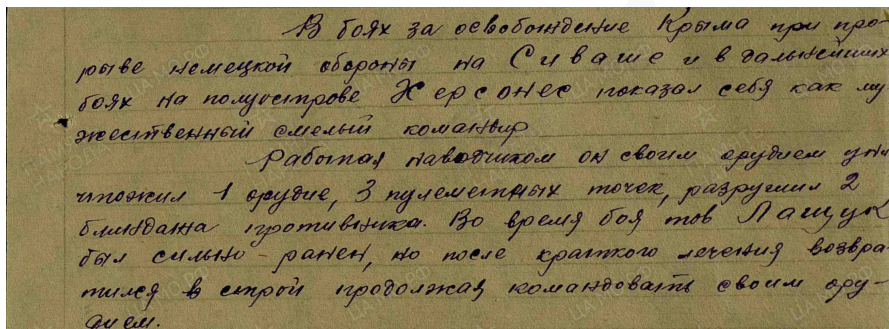 В боях за освобождение Крыма при про-
рыве немецкой обороны на Сиваше и в дальнейших
боях на полуострове Херсонес показал себя как му
жественный смелый командир
Работая наводчиком он своим орудием уни
чтожил 1 орудие, 3 пулеметных точек, разрушил 2
блиндажа противника. Во время боя тов Лащук
был сильно-ранен, но после краткого лечения возвра-
тился в строй продолжая командовать своим ору-
дием.